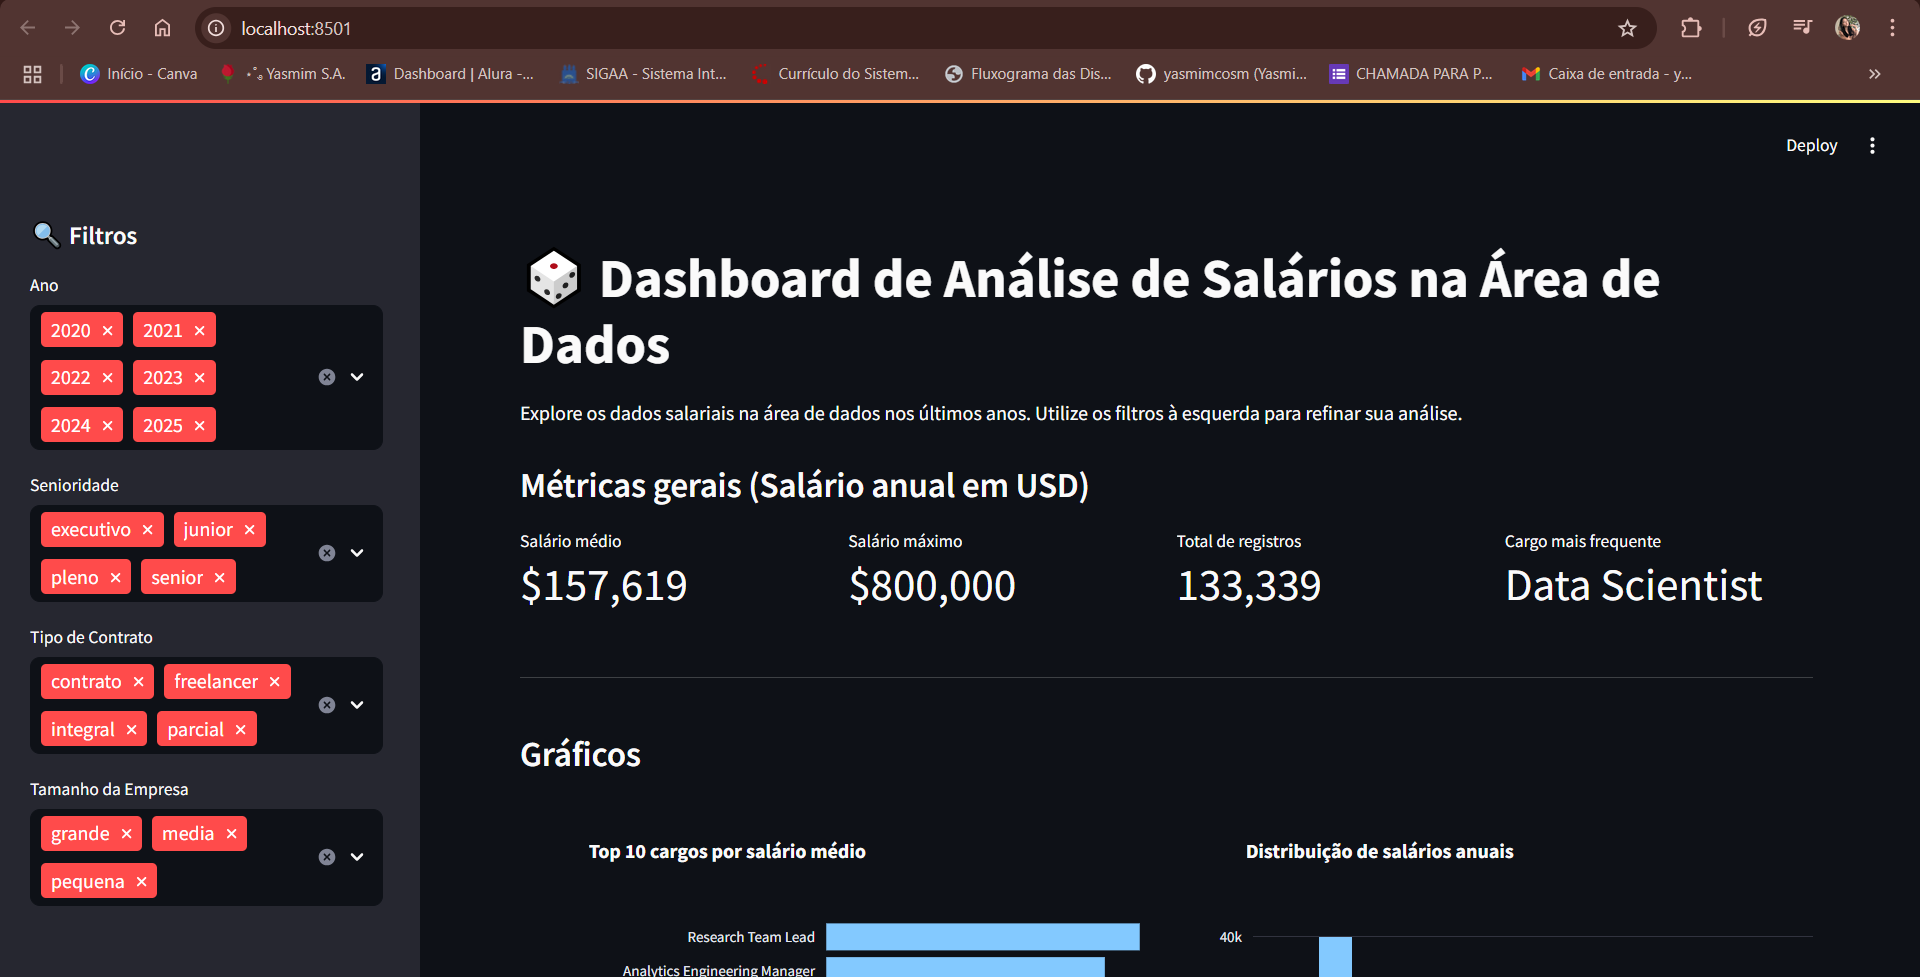 localhost:8501
Início - Canva
Yasmim S.A.
Dashboard | Alura -...
SIGAA - Sistema Int...
Currículo do Sistem...
Fluxograma das Dis...
yasmimcosm (Yasmi...
CHAMADA PARA P...
Caixa de entrada - y...
Deploy
Filtros
Ano
2020
2021
2022
2023
2024
2025
Senioridade
executivo
junior
pleno
senior
Tipo de Contrato
contrato
freelancer
integral
parcial
Tamanho da Empresa
grande
media
pequena
Dashboard de Análise de Salários na Área de
Dados
Explore os dados salariais na área de dados nos últimos anos. Utilize os filtros à esquerda para refinar sua análise.
Métricas gerais (Salário anual em USD)
Salário médio
$157,619
Salário máximo
$800,000
Total de registros
133,339
Cargo mais frequente
Data Scientist
Gráficos
Top 10 cargos por salário médio
Research Team Lead
Analytics Engineering Manager
Distribuição de salários anuais
40k